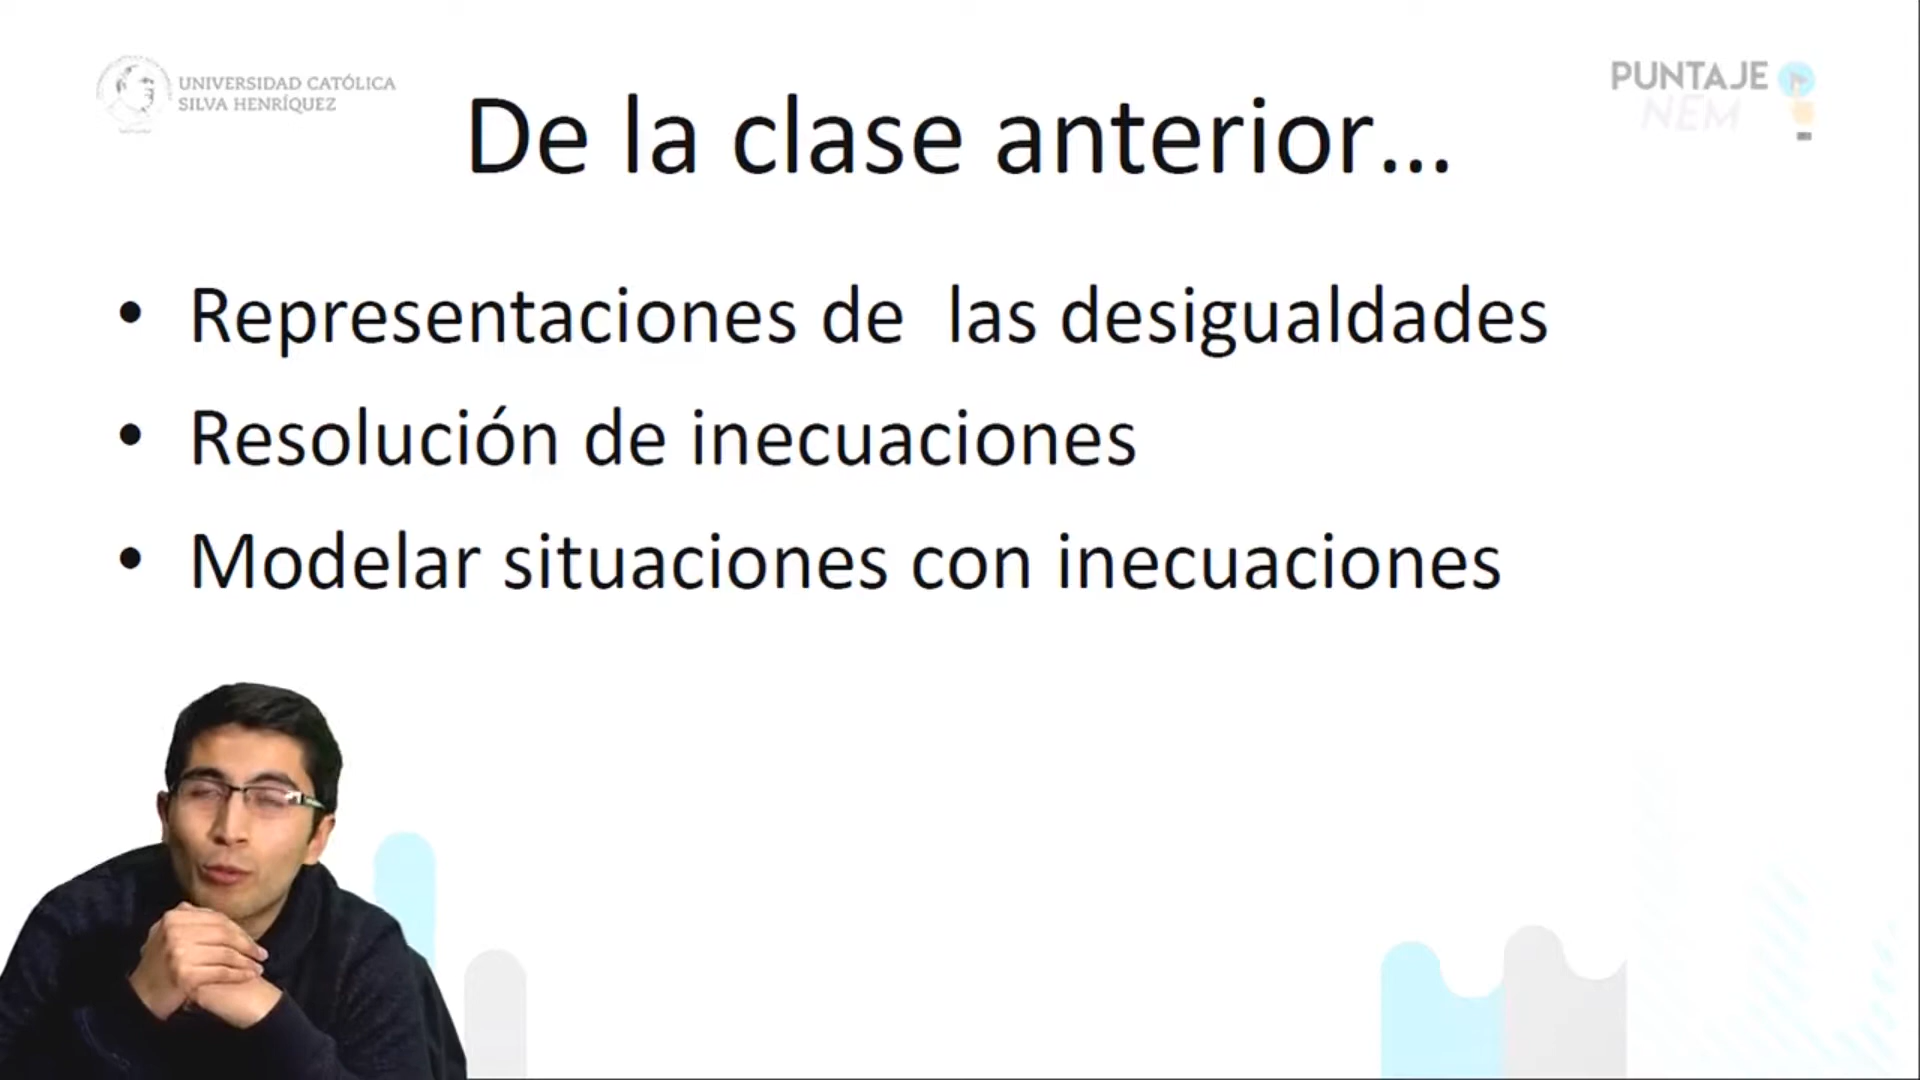 UNIVERSIDAD CATÓLICA
SILVA HENRÍQUEZ
PUNTAJE
NEM
De la clase anterior...
• Representaciones de  las desigualdades
• Resolución de inecuaciones
• Modelar situaciones con inecuaciones